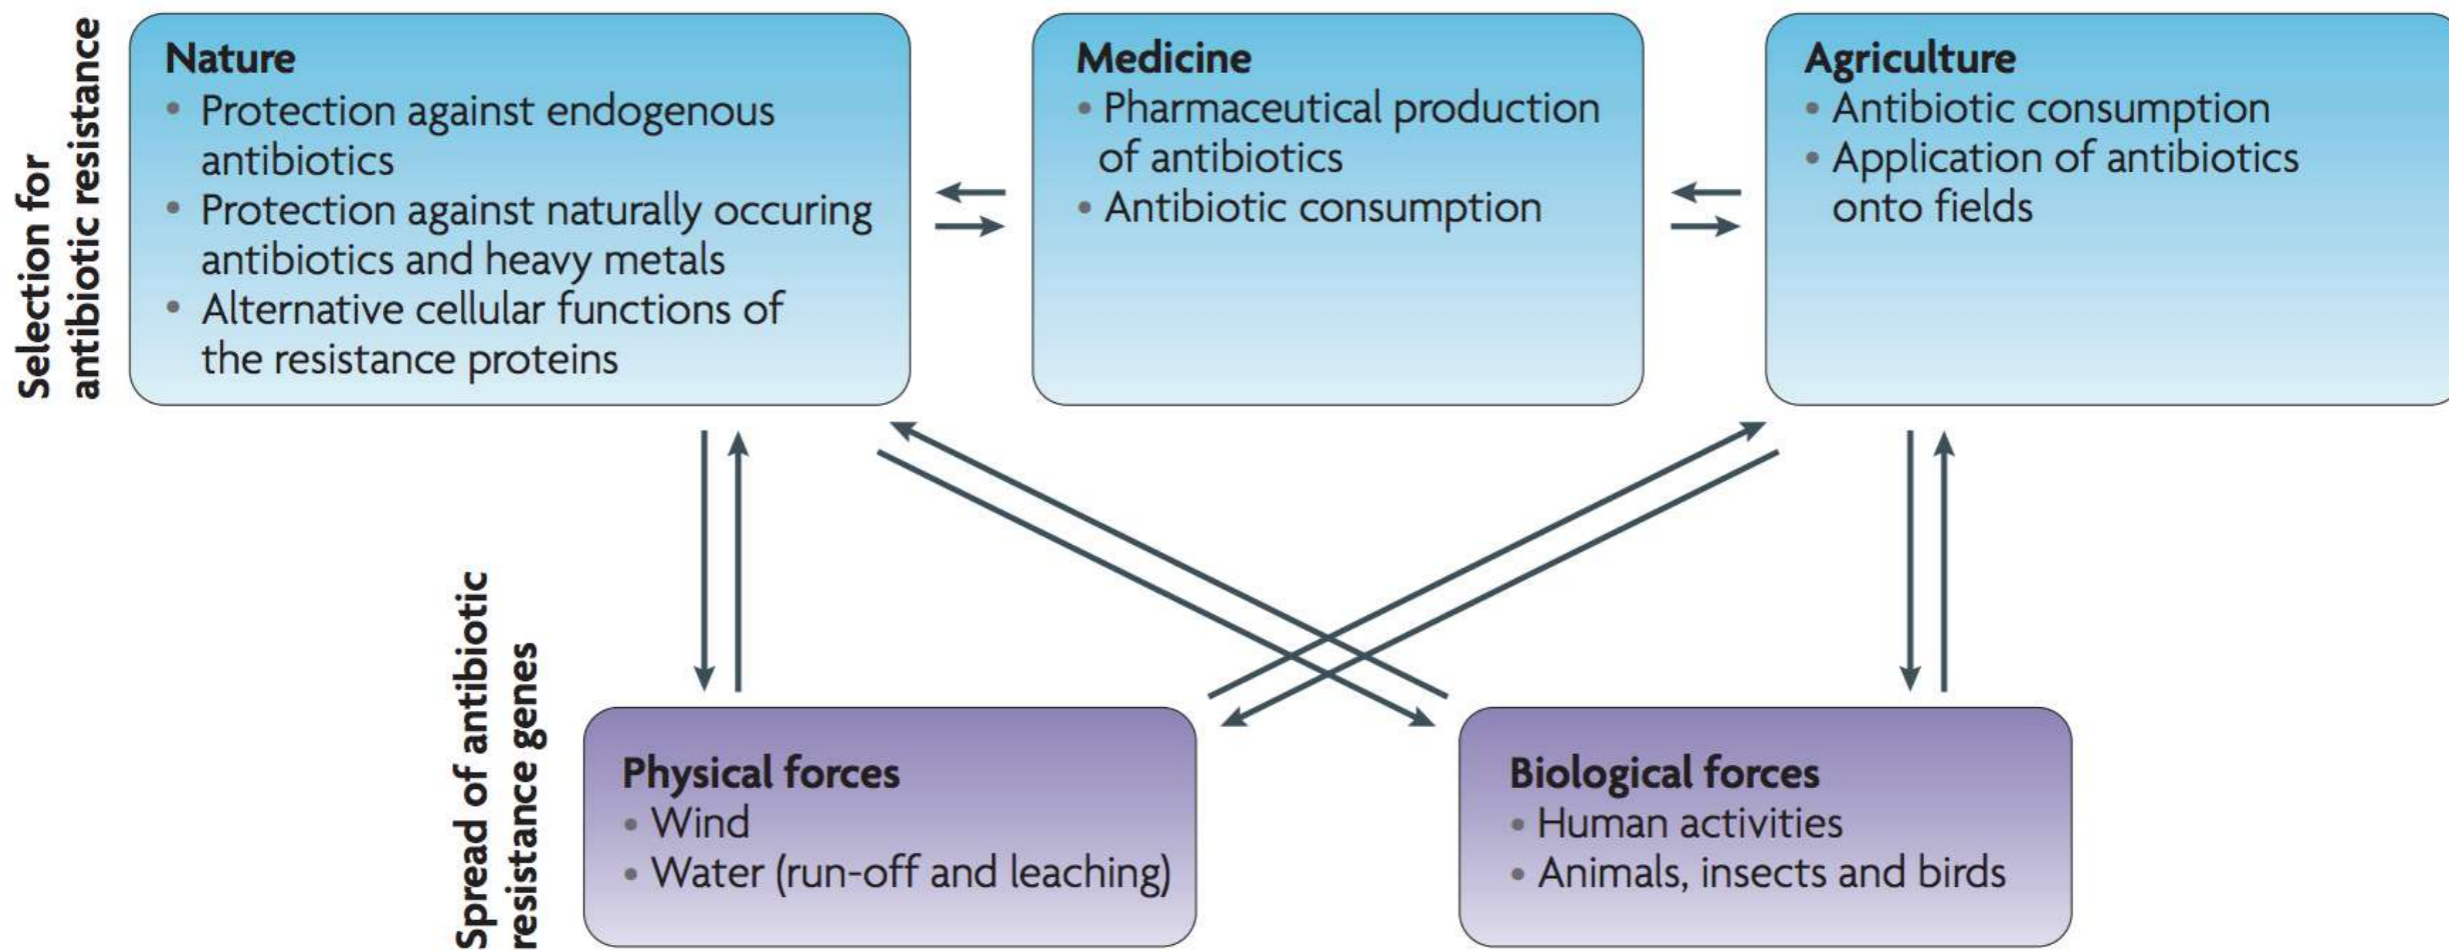 Selection for
antibiotic resistance
Nature
• Protection against endogenous
antibiotics
• Protection against naturally occuring
antibiotics and heavy metals
• Alternative cellular functions of
the resistance proteins
Medicine
• Pharmaceutical production
of antibiotics
• Antibiotic consumption
Agriculture
• Antibiotic consumption
• Application of antibiotics
onto fields
Spread of antibiotic
resistance genes
Physical forces
• Wind
• Water (run-off and leaching)
Biological forces
• Human activities
• Animals, insects and birds